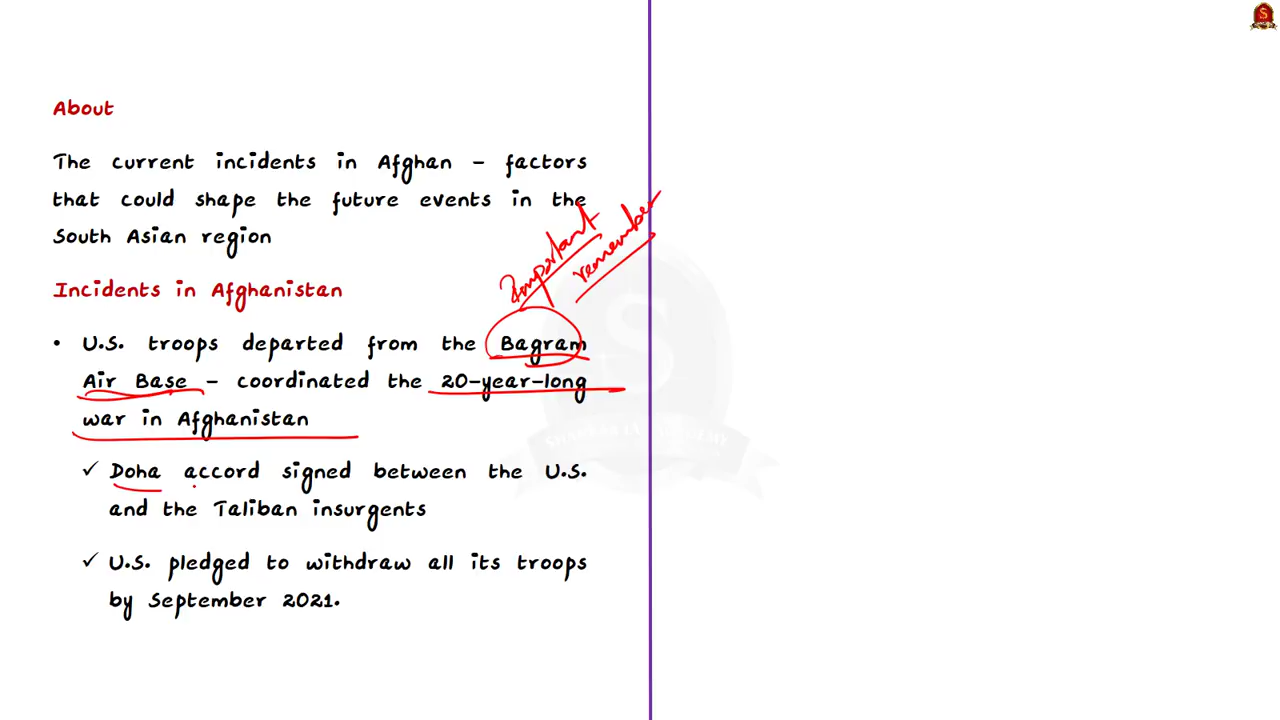 About
The current incidents in Afghan – factors
that could shape the future events in the
South Asian region
Incidents in Afghanistan
Important
remember
• U.S. troops departed from the Bagram
Air Base – coordinated the 20-year-long
war in Afghanistan
✓ Doha accord signed between the U.S.
and the Taliban insurgents
✓ U.S. pledged to withdraw all its troops
by September 2021.